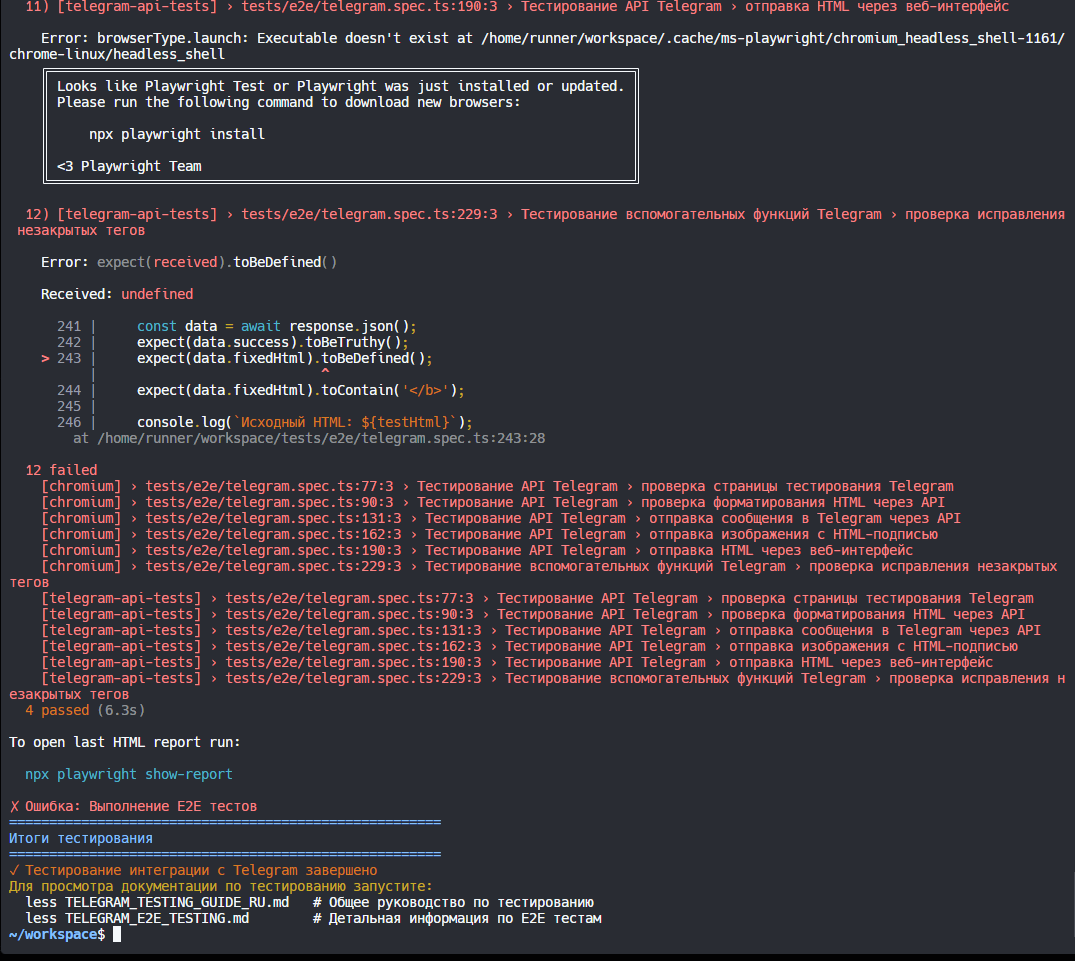 11) [telegram-api-tests] › tests/e2e/telegram.spec.ts:190:3 › Тестирование API Telegram › отправка HTML через веб-интерфейс
Error: browserType.launch: Executable doesn't exist at /home/runner/workspace/.cache/ms-playwright/chromium_headless_shell-1161/
chrome-linux/headless_shell
Looks like Playwright Test or Playwright was just installed or updated.
Please run the following command to download new browsers:
npx playwright install
<3 Playwright Team
12) [telegram-api-tests] › tests/e2e/telegram.spec.ts:229:3 › Тестирование вспомогательных функций Telegram › проверка исправления
незакрытых тегов
Error: expect(received).toBeDefined()
Received: undefined
241 |     const data = await response.json();
242 |     expect(data.success).toBeTruthy();
> 243 |     expect(data.fixedHtml).toBeDefined();
|                            ^
244 |     expect(data.fixedHtml).toContain('</b>');
245 |
246 |     console.log(`Исходный HTML: ${testHtml}`);
at /home/runner/workspace/tests/e2e/telegram.spec.ts:243:28
12 failed
[chromium] › tests/e2e/telegram.spec.ts:77:3 › Тестирование API Telegram › проверка страницы тестирования Telegram
[chromium] › tests/e2e/telegram.spec.ts:90:3 › Тестирование API Telegram › проверка форматирования HTML через API
[chromium] › tests/e2e/telegram.spec.ts:131:3 › Тестирование API Telegram › отправка сообщения в Telegram через API
[chromium] › tests/e2e/telegram.spec.ts:162:3 › Тестирование API Telegram › отправка изображения с HTML-подписью
[chromium] › tests/e2e/telegram.spec.ts:190:3 › Тестирование API Telegram › отправка HTML через веб-интерфейс
[chromium] › tests/e2e/telegram.spec.ts:229:3 › Тестирование вспомогательных функций Telegram › проверка исправления незакрытых
тегов
[telegram-api-tests] › tests/e2e/telegram.spec.ts:77:3 › Тестирование API Telegram › проверка страницы тестирования Telegram
[telegram-api-tests] › tests/e2e/telegram.spec.ts:90:3 › Тестирование API Telegram › проверка форматирования HTML через API
[telegram-api-tests] › tests/e2e/telegram.spec.ts:131:3 › Тестирование API Telegram › отправка сообщения в Telegram через API
[telegram-api-tests] › tests/e2e/telegram.spec.ts:162:3 › Тестирование API Telegram › отправка изображения с HTML-подписью
[telegram-api-tests] › tests/e2e/telegram.spec.ts:190:3 › Тестирование API Telegram › отправка HTML через веб-интерфейс
[telegram-api-tests] › tests/e2e/telegram.spec.ts:229:3 › Тестирование вспомогательных функций Telegram › проверка исправления н
езакрытых тегов
4 passed (6.3s)
To open last HTML report run:
npx playwright show-report
✗ Ошибка: Выполнение E2E тестов
======================================================
Итоги тестирования
======================================================
✓ Тестирование интеграции с Telegram завершено
Для просмотра документации по тестированию запустите:
less TELEGRAM_TESTING_GUIDE_RU.md   # Общее руководство по тестированию
less TELEGRAM_E2E_TESTING.md        # Детальная информация по E2E тестам
~/workspace$